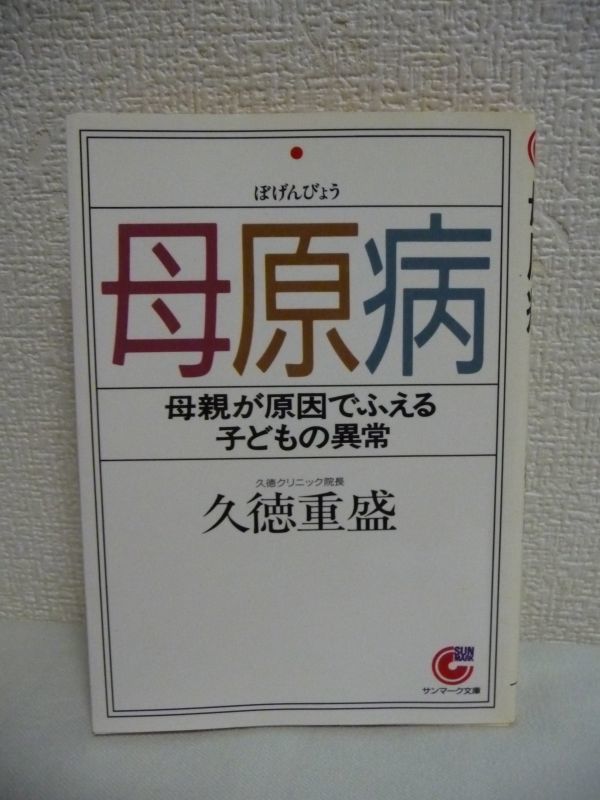 ぼげんびょう
母原病
母親が原因でふえる
子どもの異常
久徳クリニック院長
久徳重盛
SUN
MARK
サンマーク文庫